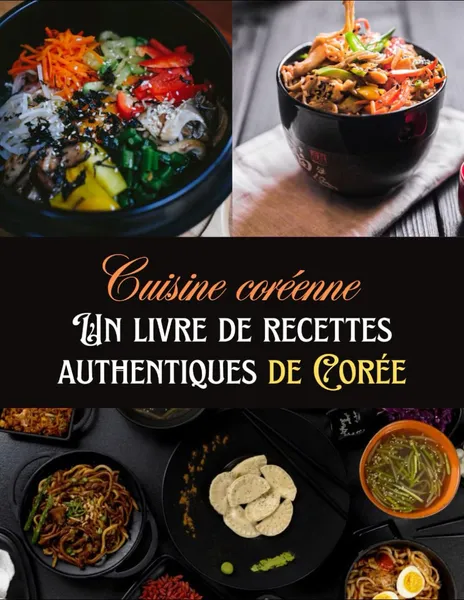 Cuisine coréenne
Un livre de recettes
authentiques de Corée